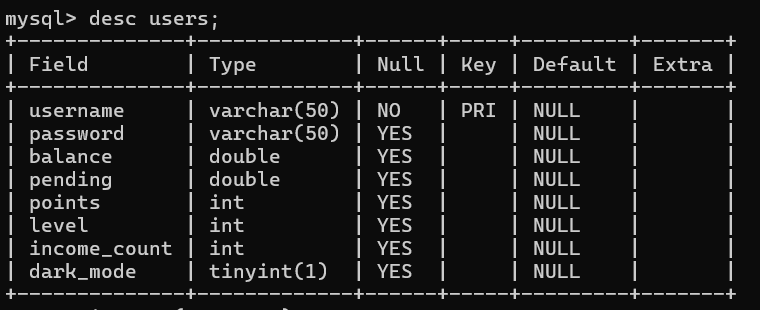 mysql> desc users;
+--------------+-------------+------+-----+---------+-------+
| Field        | Type        | Null | Key | Default | Extra |
+--------------+-------------+------+-----+---------+-------+
| username     | varchar(50) | NO   | PRI | NULL    |       |
| password     | varchar(50) | YES  |     | NULL    |       |
| balance      | double      | YES  |     | NULL    |       |
| pending      | double      | YES  |     | NULL    |       |
| points       | int         | YES  |     | NULL    |       |
| level        | int         | YES  |     | NULL    |       |
| income_count | int         | YES  |     | NULL    |       |
| dark_mode    | tinyint(1)  | YES  |     | NULL    |       |
+--------------+-------------+------+-----+---------+-------+